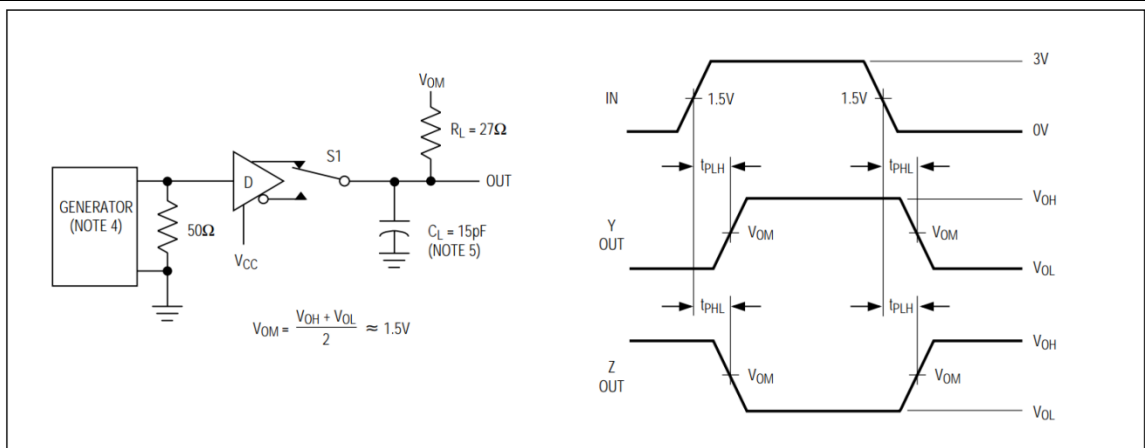 GENERATOR
(NOTE 4)
50Ω
D
VCC
S1
VOM
RL = 27Ω
OUT
CL = 15pF
(NOTE 5)
VOM = VOH + VOL / 2 ≈ 1.5V
IN
1.5V
1.5V
3V
0V
tPLH
tPHL
Y
OUT
VOM
VOM
VOH
VOL
tPHL
tPLH
Z
OUT
VOM
VOM
VOH
VOL